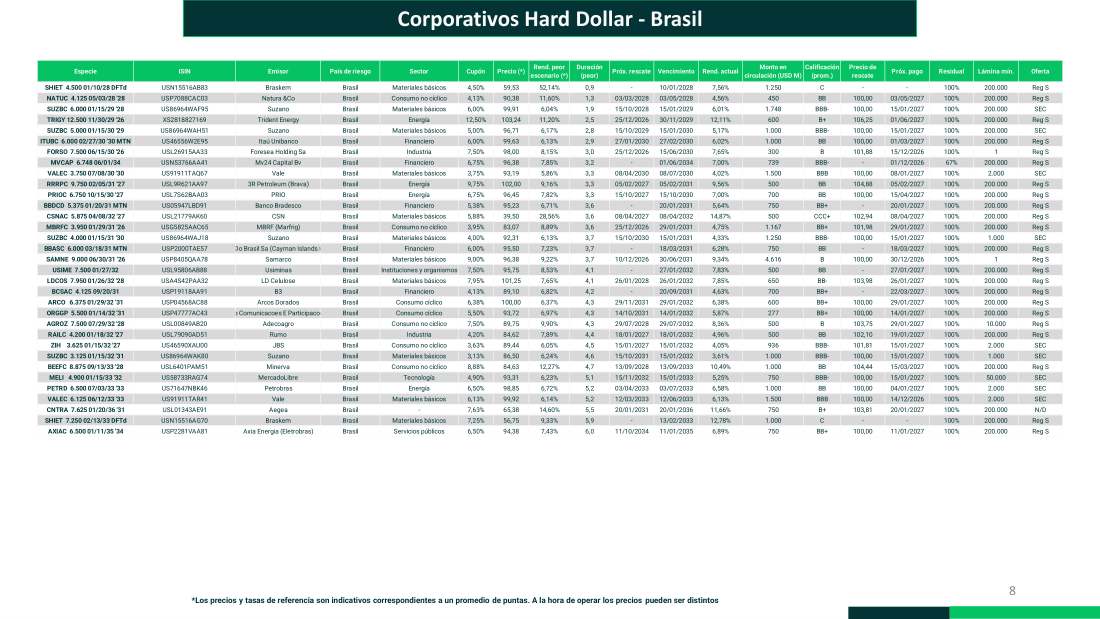 Corporativos Hard Dollar - Brasil
Especie ISIN Emisor País de riesgo Sector Cupón Precio (*) Rend. peor escenario (*) Duración (peor) Próx. rescate Vencimiento Rend. actual Monto en circulación (USD M) Calificación (prom.) Precio de rescate Próx. pago Residual Lámina mín. Oferta
SHIET 4.500 01/10/28 DFTd USN15516AB83 Braskem Brasil Materiales básicos 4,50% 59,53 52,14% 0,9 - 10/01/2028 7,56% 1.250 C - - 100% 200.000 Reg S
NATUC 4.125 05/03/28 '28 USP7088CAC03 Natura &Co Brasil Consumo no cíclico 4,13% 90,38 11,60% 1,3 03/03/2028 03/05/2028 4,56% 450 BB 100,00 03/05/2027 100% 200.000 Reg S
SUZBC 6.000 01/15/29 '28 US86964WAF95 Suzano Brasil Materiales básicos 6,00% 99,91 6,04% 1,9 15/10/2028 15/01/2029 6,01% 1.748 BBB- 100,00 15/01/2027 100% 200.000 SEC
TRIGY 12.500 11/30/29 '26 XS2818827169 Trident Energy Brasil Energía 12,50% 103,24 11,20% 2,5 25/12/2026 30/11/2029 12,11% 600 B+ 106,25 01/06/2027 100% 200.000 Reg S
SUZBC 5.000 01/15/30 '29 US86964WAH51 Suzano Brasil Materiales básicos 5,00% 96,71 6,17% 2,8 15/10/2029 15/01/2030 5,17% 1.000 BBB- 100,00 15/01/2027 100% 200.000 SEC
ITUBC 6.000 02/27/30 '30 MTN US46556W2E95 Itaú Unibanco Brasil Financiero 6,00% 99,63 6,13% 2,9 27/01/2030 27/02/2030 6,02% 1.000 BB 100,00 01/03/2027 100% 200.000 Reg S
FORSO 7.500 06/15/30 '26 USL26915AA33 Foresea Holding Sa Brasil Industria 7,50% 98,00 8,15% 3,0 25/12/2026 15/06/2030 7,65% 300 B 101,88 15/12/2026 100% 1 Reg S
MVCAP 6.748 06/01/34 USN53766AA41 Mv24 Capital Bv Brasil Financiero 6,75% 96,38 7,85% 3,2 - 01/06/2034 7,00% 739 BBB- - 01/12/2026 67% 200.000 Reg S
VALEC 3.750 07/08/30 '30 US91911TAQ67 Vale Brasil Materiales básicos 3,75% 93,19 5,86% 3,3 08/04/2030 08/07/2030 4,02% 1.500 BBB 100,00 08/01/2027 100% 2.000 SEC
RRRPC 9.750 02/05/31 '27 USL9R621AA97 3R Petroleum (Brava) Brasil Energía 9,75% 102,00 9,16% 3,3 05/02/2027 05/02/2031 9,56% 500 BB 104,88 05/02/2027 100% 200.000 Reg S
PRIOC 6.750 10/15/30 '27 USL7S62BAA03 PRIO. Brasil Energía 6,75% 96,45 7,82% 3,3 15/10/2027 15/10/2030 7,00% 700 BB 100,00 15/04/2027 100% 200.000 Reg S
BBDCD 5.375 01/20/31 MTN US05947LBD91 Banco Bradesco Brasil Financiero 5,38% 95,23 6,71% 3,6 - 20/01/2031 5,64% 750 BB+ - 20/01/2027 100% 200.000 Reg S
CSNAC 5.875 04/08/32 '27 USL21779AK60 CSN Brasil Materiales básicos 5,88% 39,50 28,56% 3,6 08/04/2027 08/04/2032 14,87% 500 CCC+ 102,94 08/04/2027 100% 200.000 Reg S
MBRFC 3.950 01/29/31 '26 USG5825AAC65 MBRF (Marfrig) Brasil Consumo no cíclico 3,95% 83,07 8,89% 3,6 25/12/2026 29/01/2031 4,75% 1.167 BB+ 101,98 29/01/2027 100% 200.000 Reg S
SUZBC 4.000 01/15/31 '30 US86964WAJ18 Suzano Brasil Materiales básicos 4,00% 92,31 6,13% 3,7 15/10/2030 15/01/2031 4,33% 1.250 BBB- 100,00 15/01/2027 100% 1.000 SEC
BBASC 6.000 03/18/31 MTN USP2000TAE57 Jo Brasil Sa (Cayman Islands) Brasil Financiero 6,00% 95,50 7,23% 3,7 - 18/03/2031 6,28% 750 BB - 18/03/2027 100% 200.000 Reg S
SAMNE 9.000 06/30/31 '26 USP8405QAA78 Samarco Brasil Materiales básicos 9,00% 96,38 9,22% 3,7 10/12/2026 30/06/2031 9,34% 4.616 B 100,00 30/12/2026 100% 1 Reg S
USIME 7.500 01/27/32 USL95806AB88 Usiminas Brasil Instituciones y organismos 7,50% 95,75 8,53% 4,1 - 27/01/2032 7,83% 500 BB - 27/01/2027 100% 200.000 Reg S
LDCOS 7.950 01/26/32 '28 USA4S42PAA32 LD Celulose Brasil Materiales básicos 7,95% 101,25 7,65% 4,1 26/01/2028 26/01/2032 7,85% 650 BB 103,98 26/01/2027 100% 200.000 Reg S
BCSAC 4.125 09/20/31 USP19118AA91 B3 Brasil Financiero 4,13% 89,10 6,82% 4,2 - 20/09/2031 4,63% 700 BB+ - 22/03/2027 100% 200.000 Reg S
ARCO 6.375 01/29/32 '31 USP04568AC88 Arcos Dorados Brasil Consumo cíclico 6,38% 100,00 6,37% 4,3 29/11/2031 29/01/2032 6,38% 600 BB+ 100,00 29/01/2027 100% 200.000 Reg S
ORGGP 5.500 01/14/32 '31 USP47777AC43 Comunicacoes E Participaco Brasil Consumo cíclico 5,50% 93,72 6,97% 4,3 14/10/2031 14/01/2032 5,87% 277 BB+ 100,00 14/01/2027 100% 200.000 Reg S
AGROZ 7.500 07/29/32 '28 USL00849AB20 Adecoagro Brasil Consumo no cíclico 7,50% 89,75 9,90% 4,3 29/07/2028 29/07/2032 8,36% 500 B 103,75 29/01/2027 100% 10.000 Reg S
RAILC 4.200 01/18/32 '27 USL79090AD51 Rumo Brasil Industria 4,20% 84,62 7,89% 4,4 18/01/2027 18/01/2032 4,96% 500 BB 102,10 19/01/2027 100% 200.000 Reg S
ZIH 3.625 01/15/32 '27 US46590XAU00 JBS Brasil Consumo no cíclico 3,63% 89,44 6,05% 4,5 15/01/2027 15/01/2032 4,05% 936 BBB- 101,81 15/01/2027 100% 2.000 SEC
SUZBC 3.125 01/15/32 '31 US86964WAK80 Suzano Brasil Materiales básicos 3,13% 86,50 6,24% 4,6 15/10/2031 15/01/2032 3,61% 1.000 BBB- 100,00 15/01/2027 100% 1.000 SEC
BEEFC 8.875 09/13/33 '28 USL6401PAM51 Minerva Brasil Consumo no cíclico 8,88% 84,63 12,27% 4,7 13/09/2028 13/09/2033 10,49% 1.000 BB 104,44 15/03/2027 100% 200.000 Reg S
MELI 4.900 01/15/33 '32 US58733RAG74 MercadoLibre Brasil Tecnología 4,90% 93,31 6,23% 5,1 15/11/2032 15/01/2033 5,25% 750 BBB- 100,00 15/01/2027 100% 50.000 SEC
PETRO 6.500 07/03/33 '33 US71647NBK46 Petrobras Brasil Energía 6,50% 98,85 6,72% 5,2 03/04/2033 03/07/2033 6,58% 1.000 BB 100,00 04/01/2027 100% 2.000 SEC
VALEC 6.125 06/12/33 '33 US91911TAR41 Vale Brasil Materiales básicos 6,13% 99,92 6,14% 5,2 12/03/2033 12/06/2033 6,13% 1.500 BBB 100,00 14/12/2026 100% 2.000 SEC
CNTRA 7.625 01/20/36 '31 USL01343AE91 Aegea Brasil - 7,63% 65,38 14,60% 5,5 20/01/2031 20/01/2036 11,66% 750 B+ 103,81 20/01/2027 100% 200.000 N/D
SHIET 7.250 02/13/33 DFTd USN15516AG70 Braskem Brasil Materiales básicos 7,25% 56,75 9,33% 5,9 - 13/02/2033 12,78% 1.000 C - - 100% 200.000 Reg S
AXIAC 6.500 01/11/35 '34 USP2281VAA81 Axia Energia (Eletrobras) Brasil Servicios públicos 6,50% 94,38 7,43% 6,0 11/10/2034 11/01/2035 6,89% 750 BB+ 100,00 11/01/2027 100% 200.000 Reg S
*Los precios y tasas de referencia son indicativos correspondientes a un promedio de puntas. A la hora de operar los precios pueden ser distintos
8